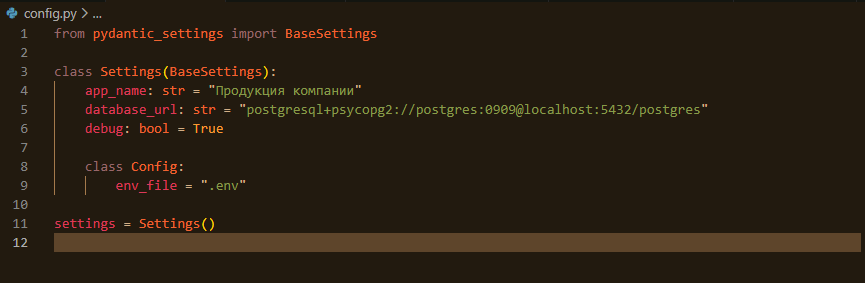 config.py > ...
1 from pydantic_settings import BaseSettings
2
3 class Settings(BaseSettings):
4     app_name: str = "Продукция компании"
5     database_url: str = "postgresql+psycopg2://postgres:0909@localhost:5432/postgres"
6     debug: bool = True
7
8     class Config:
9         env_file = ".env"
10
11 settings = Settings()
12